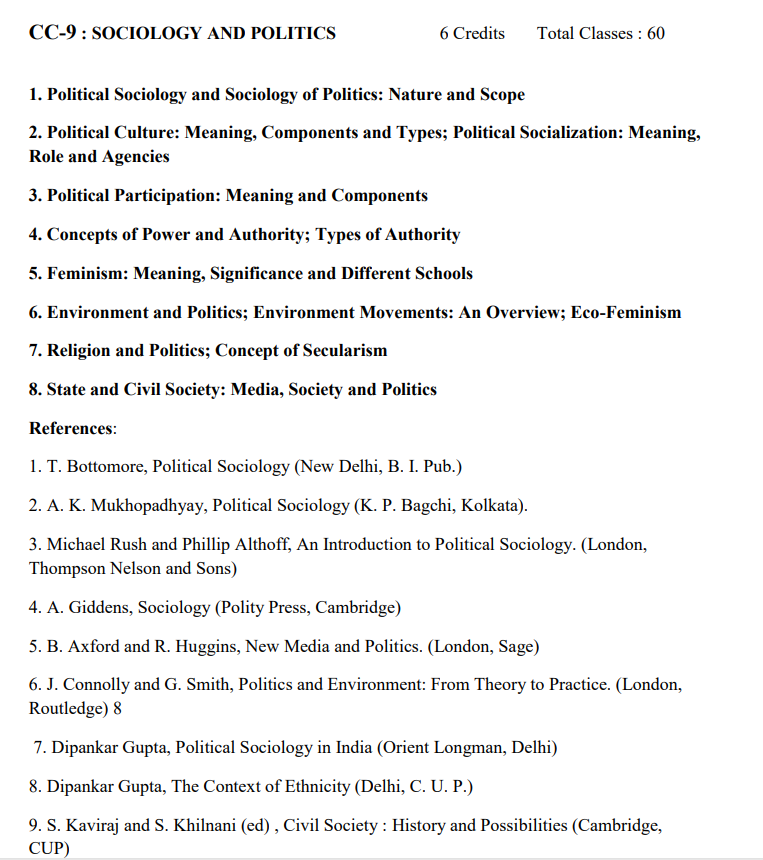 CC-9 : SOCIOLOGY AND POLITICS 6 Credits Total Classes : 60
1. Political Sociology and Sociology of Politics: Nature and Scope
2. Political Culture: Meaning, Components and Types; Political Socialization: Meaning,
Role and Agencies
3. Political Participation: Meaning and Components
4. Concepts of Power and Authority; Types of Authority
5. Feminism: Meaning, Significance and Different Schools
6. Environment and Politics; Environment Movements: An Overview; Eco-Feminism
7. Religion and Politics; Concept of Secularism
8. State and Civil Society: Media, Society and Politics
References:
1. T. Bottomore, Political Sociology (New Delhi, B. I. Pub.)
2. A. K. Mukhopadhyay, Political Sociology (K. P. Bagchi, Kolkata).
3. Michael Rush and Phillip Althoff, An Introduction to Political Sociology. (London,
Thompson Nelson and Sons)
4. A. Giddens, Sociology (Polity Press, Cambridge)
5. B. Axford and R. Huggins, New Media and Politics. (London, Sage)
6. J. Connolly and G. Smith, Politics and Environment: From Theory to Practice. (London,
Routledge) 8
7. Dipankar Gupta, Political Sociology in India (Orient Longman, Delhi)
8. Dipankar Gupta, The Context of Ethnicity (Delhi, C. U. P.)
9. S. Kaviraj and S. Khilnani (ed) , Civil Society : History and Possibilities (Cambridge,
CUP)